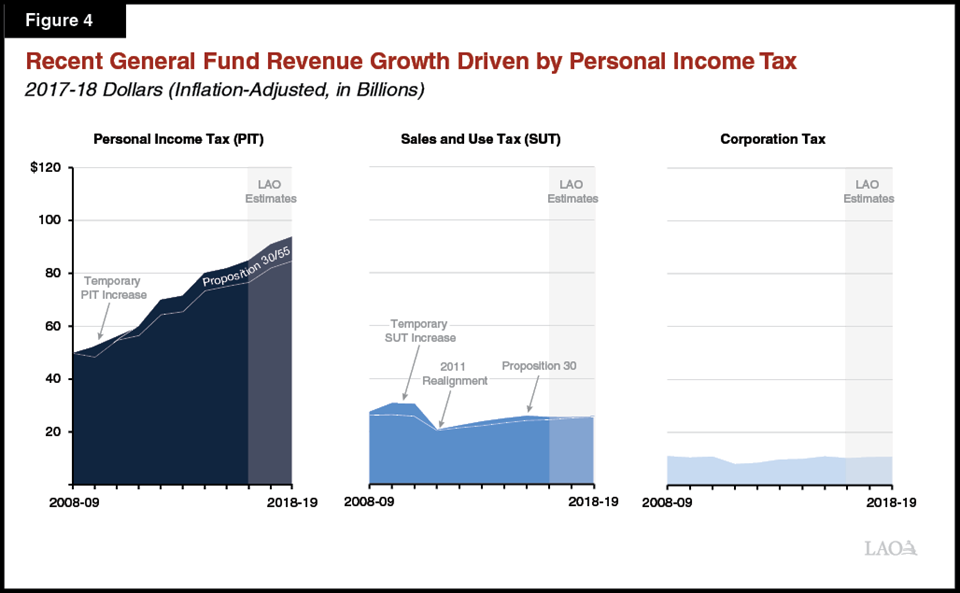 Figure 4
Recent General Fund Revenue Growth Driven by Personal Income Tax
2017-18 Dollars (Inflation-Adjusted, in Billions)
Personal Income Tax (PIT)
$120
100
80
60
40
20
LAO
Estimates
Proposition 30/55
Temporary
PIT Increase
2008-09
2018-19
Sales and Use Tax (SUT)
LAO
Estimates
Temporary
SUT Increase
2011
Realignment
Proposition 30
2008-09
2018-19
Corporation Tax
LAO
Estimates
2008-09
2018-19
LAO